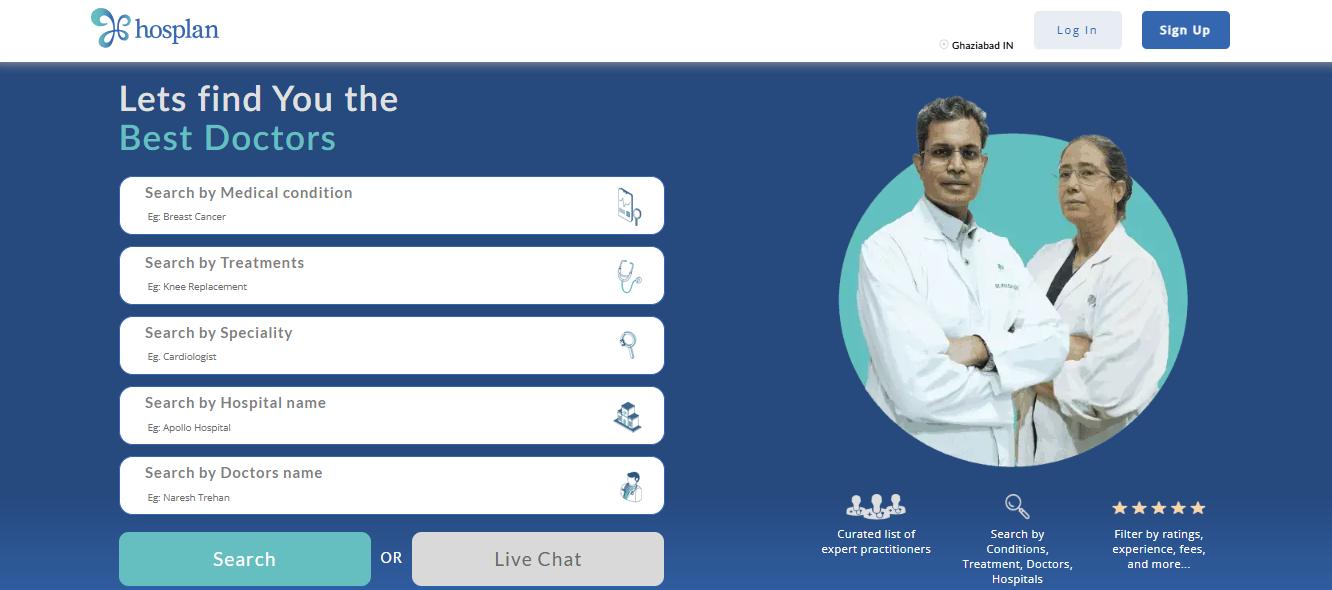 hosplan
Ghaziabad IN
Log In
Sign Up
Lets find You the
Best Doctors
Search by Medical condition
Eg: Breast Cancer
Search by Treatments
Eg: Knee Replacement
Search by Speciality
Eg. Cardiologist
Search by Hospital name
Eg: Apollo Hospital
Search by Doctors name
Eg: Naresh Trehan
Search
OR
Live Chat
Curated list of
expert practitioners
Search by
Conditions,
Treatment, Doctors,
Hospitals
Filter by ratings,
experience, fees,
and more...